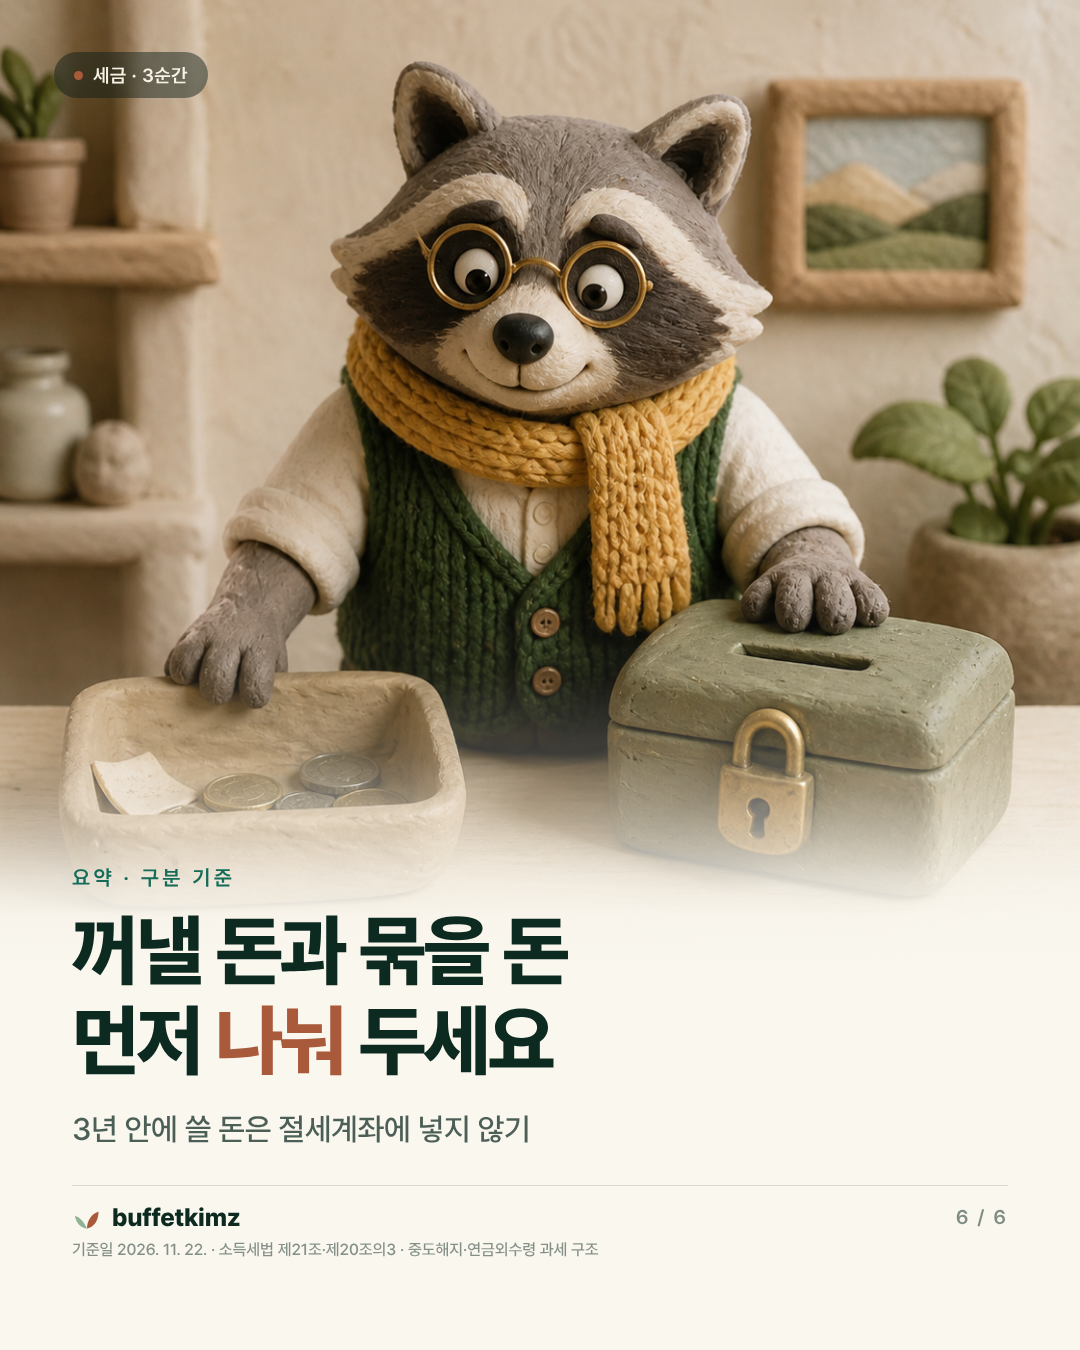 세금 · 3순간
요약 · 구분 기준
꺼낼 돈과 묶을 돈
먼저 나눠 두세요
3년 안에 쓸 돈은 절세계좌에 넣지 않기
buffetkimz
6 / 6
기준일 2026. 11. 22. · 소득세법 제21조·제20조의3 · 중도해지·연금외수령 과세 구조